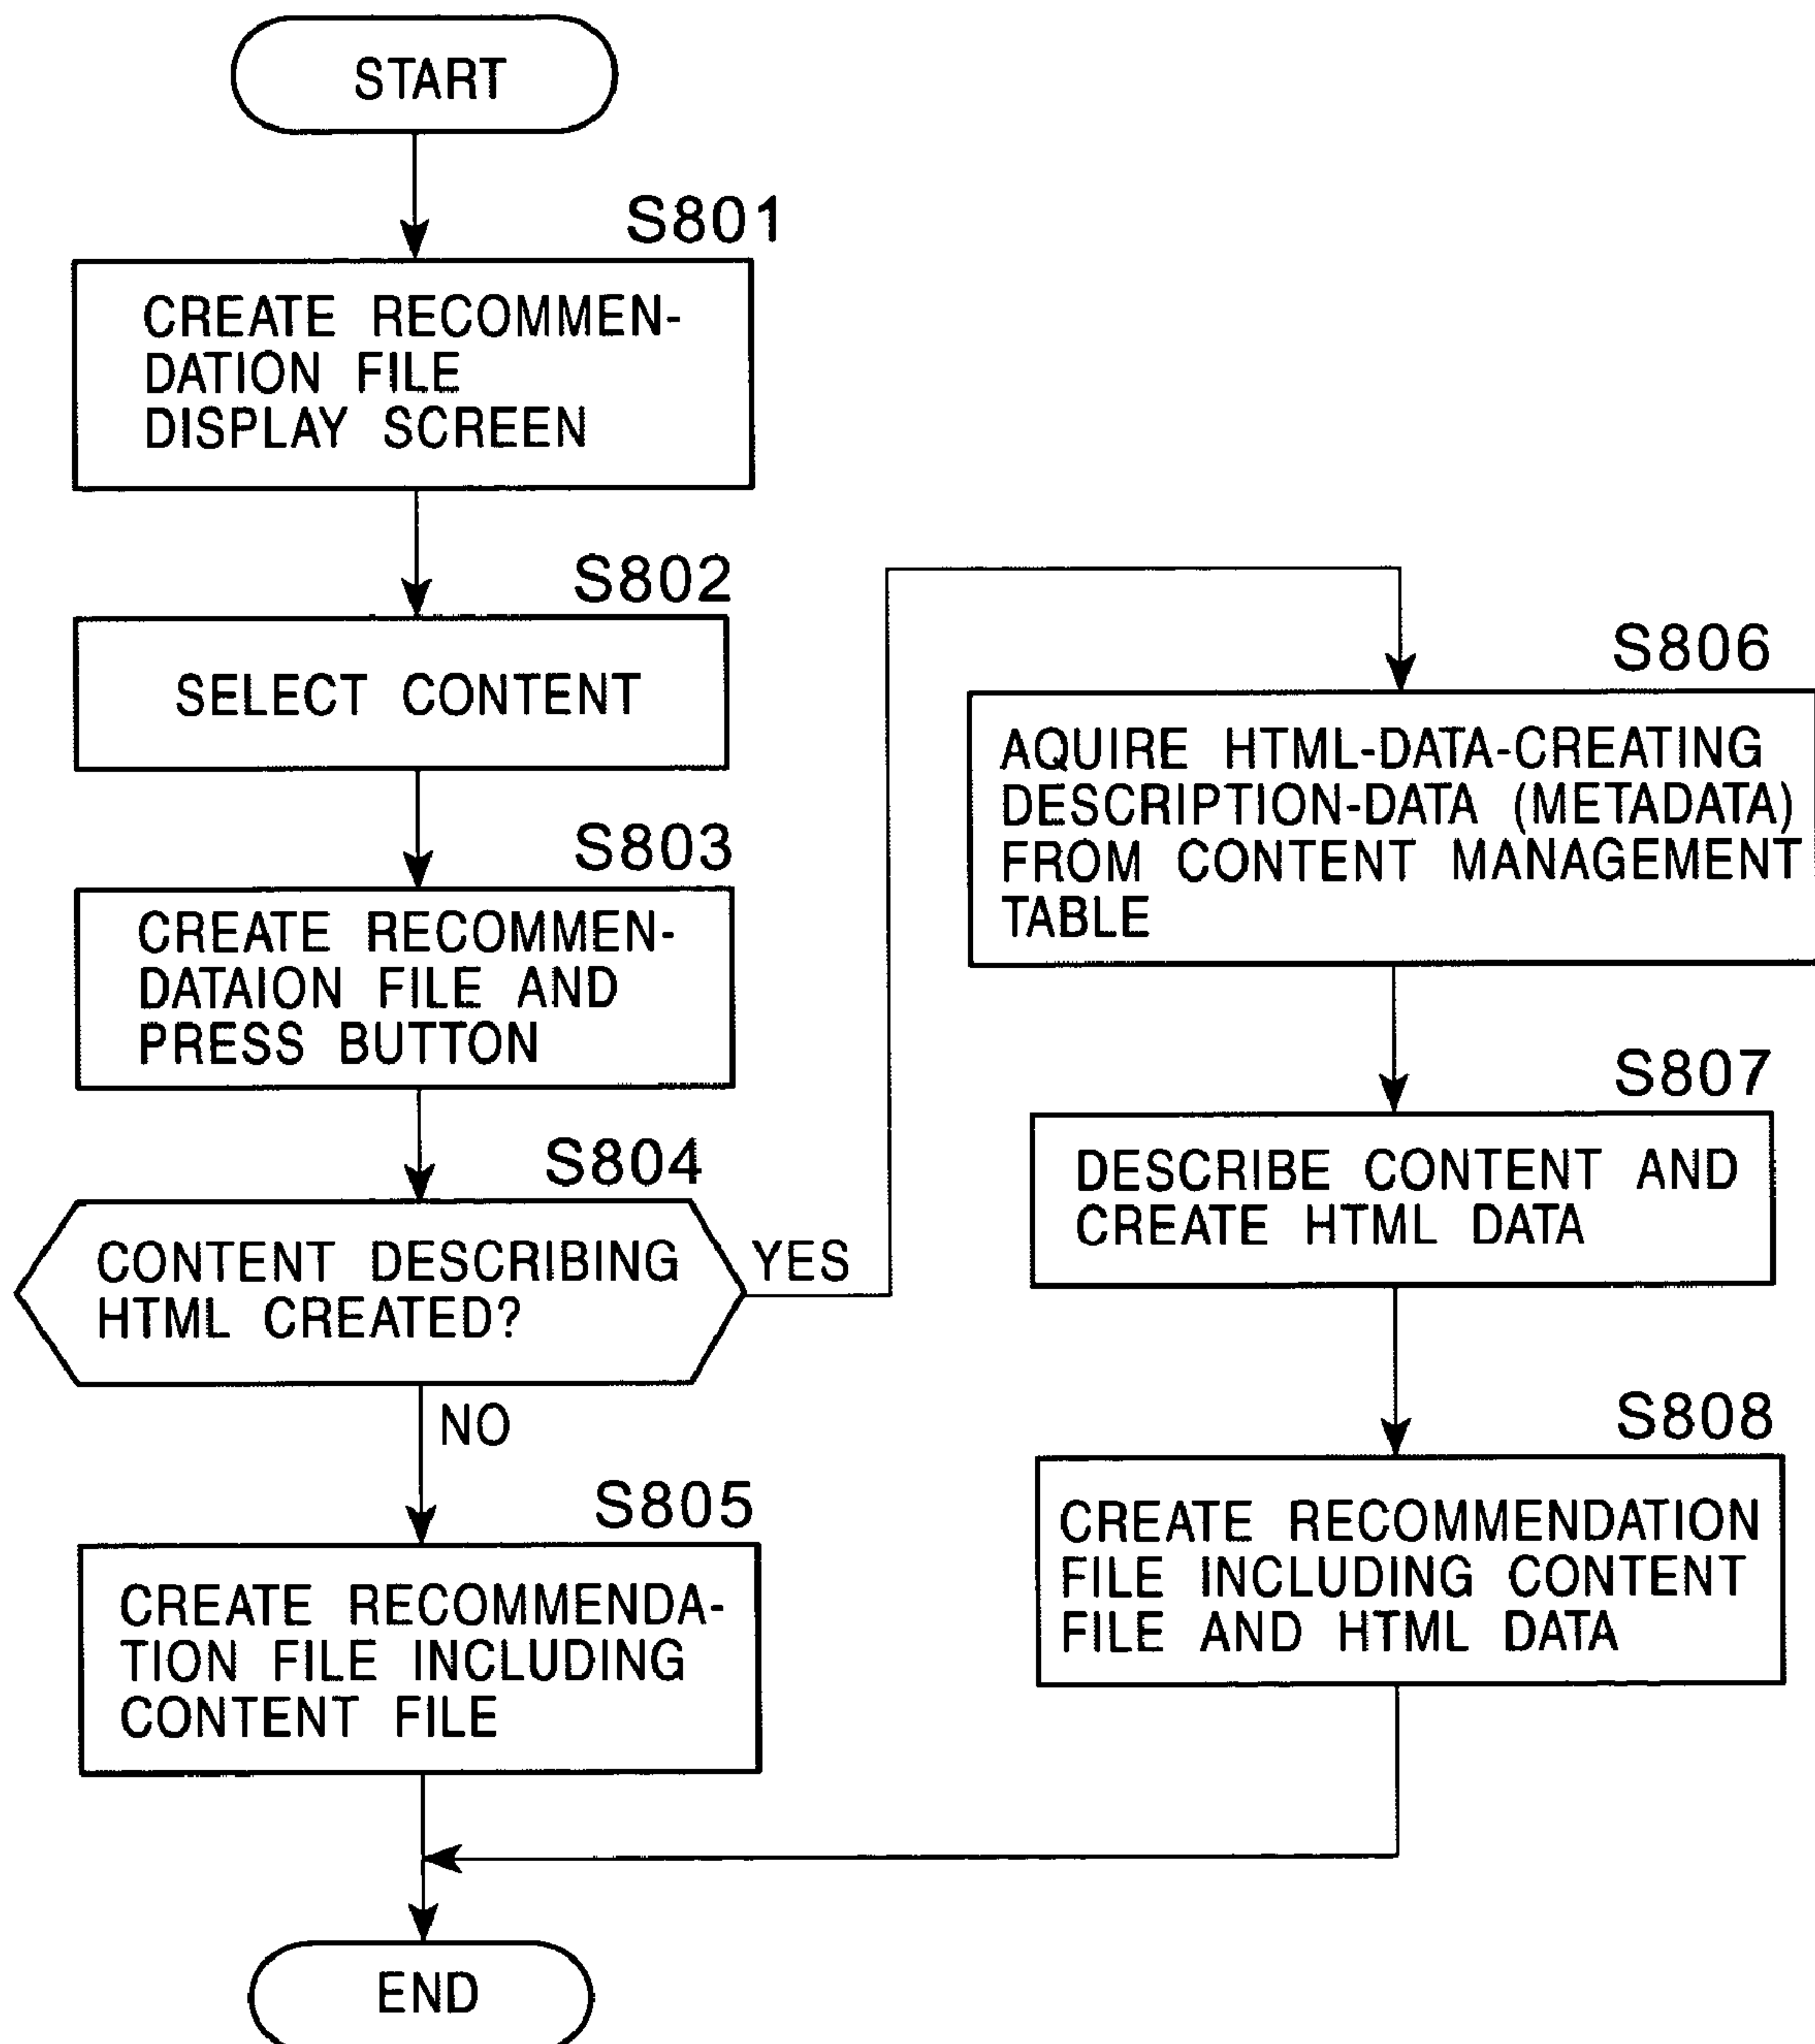 START
S801
CREATE RECOMMEN-
DATION FILE
DISPLAY SCREEN
S802
SELECT CONTENT
S803
CREATE RECOMMEN-
DATAION FILE AND
PRESS BUTTON
S804
CONTENT DESCRIBING
HTML CREATED?
YES
NO
S805
CREATE RECOMMENDA-
TION FILE INCLUDING
CONTENT FILE
S806
AQUIRE HTML-DATA-CREATING
DESCRIPTION-DATA (METADATA)
FROM CONTENT MANAGEMENT
TABLE
S807
DESCRIBE CONTENT AND
CREATE HTML DATA
S808
CREATE RECOMMENDATION
FILE INCLUDING CONTENT
FILE AND HTML DATA
END